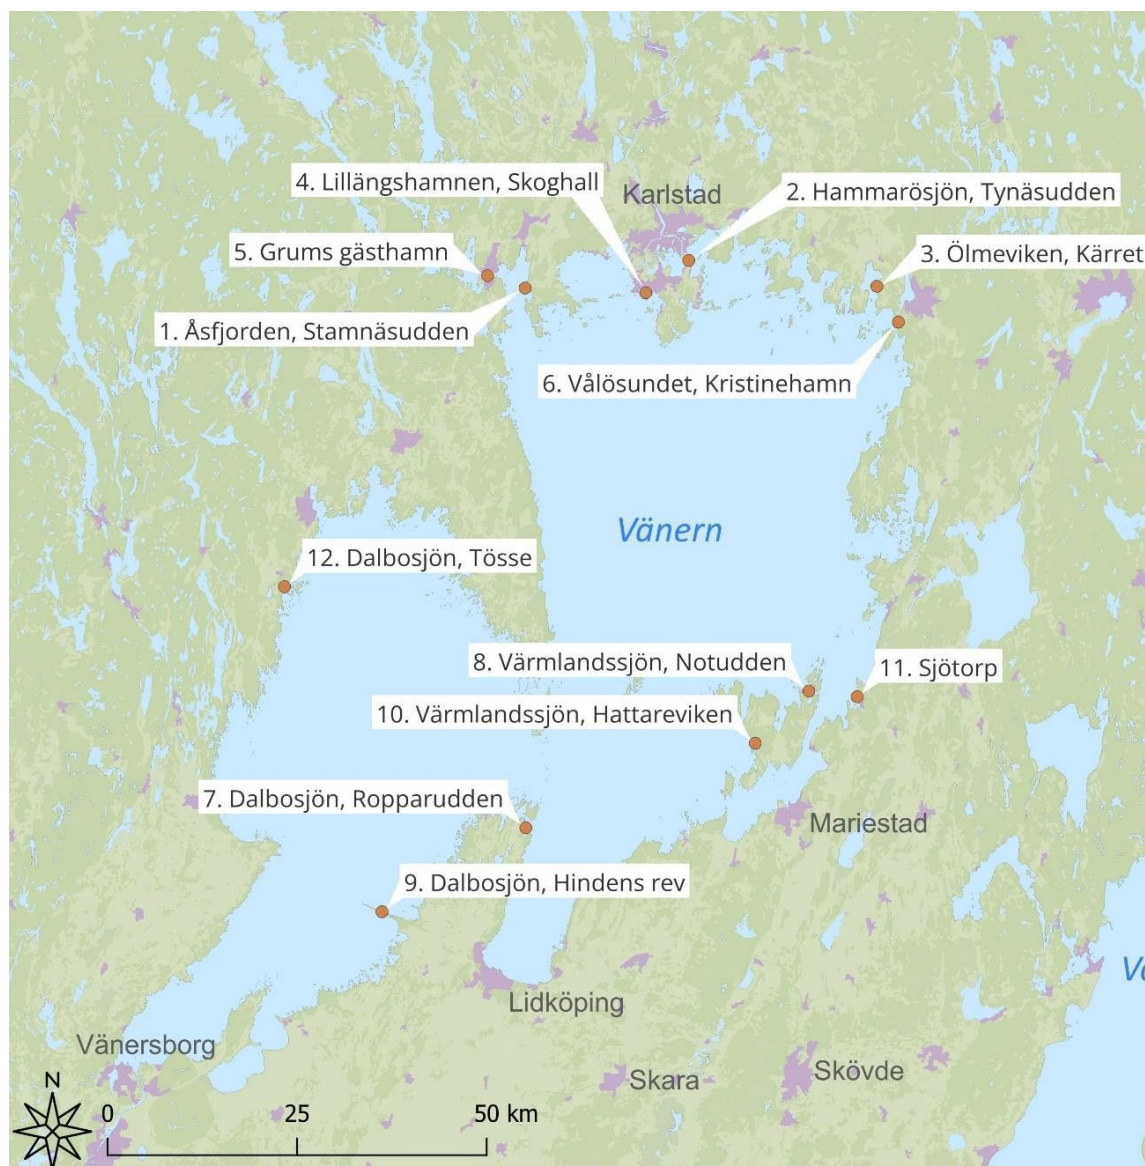 4. Lillängshamnen, Skoghall
Karlstad
2. Hammarösjön, Tynäsudden
5. Grums gästhamn
3. Ölmeviken, Kärret
1. Åsfjorden, Stamnäsudden
6. Vålösundet, Kristinehamn
Vänern
12. Dalbosjön, Tösse
8. Värmlandssjön, Notudden
11. Sjötorp
10. Värmlandssjön, Hattareviken
7. Dalbosjön, Ropparudden
Mariestad
9. Dalbosjön, Hindens rev
Lidköping
Vänersborg
Skara
Skövde
N
0 25 50 km